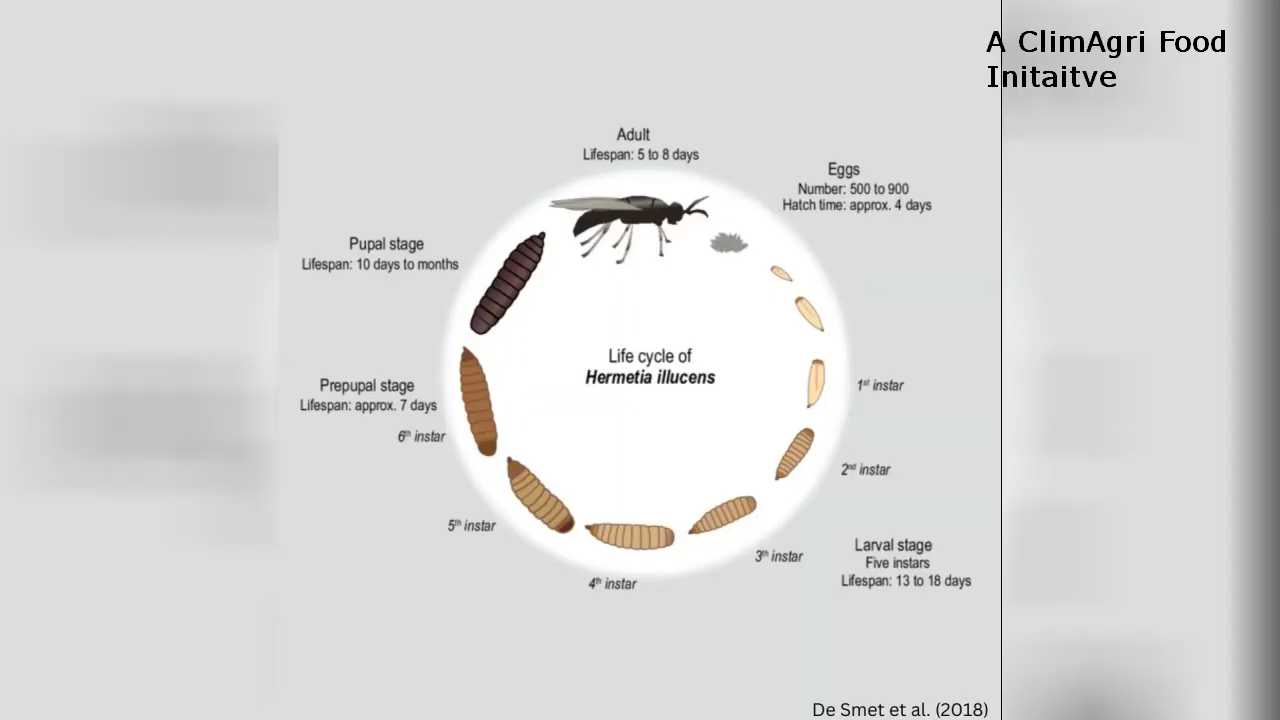 A ClimAgri Food
Initaitve
Adult
Lifespan: 5 to 8 days
Eggs
Number: 500 to 900
Hatch time: approx. 4 days
Pupal stage
Lifespan: 10 days to months
Life cycle of
Hermetia illucens
1st instar
Prepupal stage
Lifespan: approx. 7 days
6th instar
2nd instar
5th instar
3th instar
Larval stage
Five instars
Lifespan: 13 to 18 days
4th instar
De Smet et al. (2018)